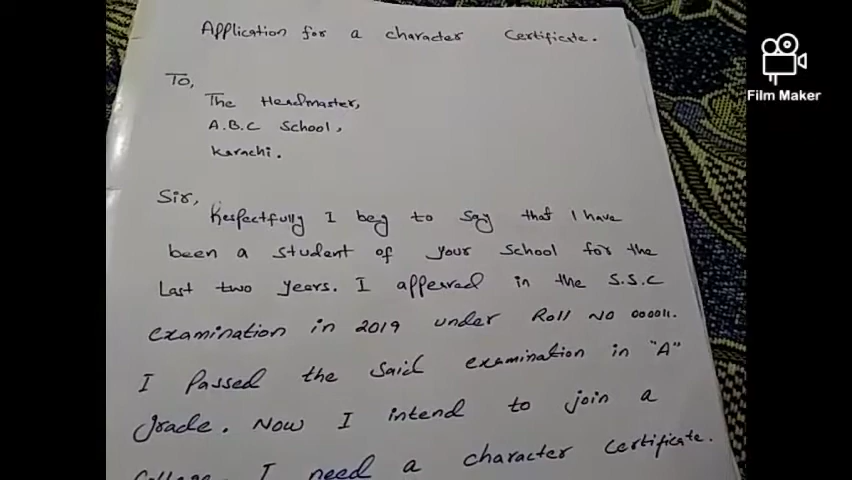 Application for a character Certificate.
To,
The Headmaster,
A.B.C School,
Karachi.
Sir,
Respectfully I beg to say that I have
been a student of your School for the
Last two years. I apperad in the S.S.C
examination in 2019 under Roll No 000011.
I Passed the Said examination in "A"
grade. Now I intend to join a
College. I need a character certificate.
Film Maker